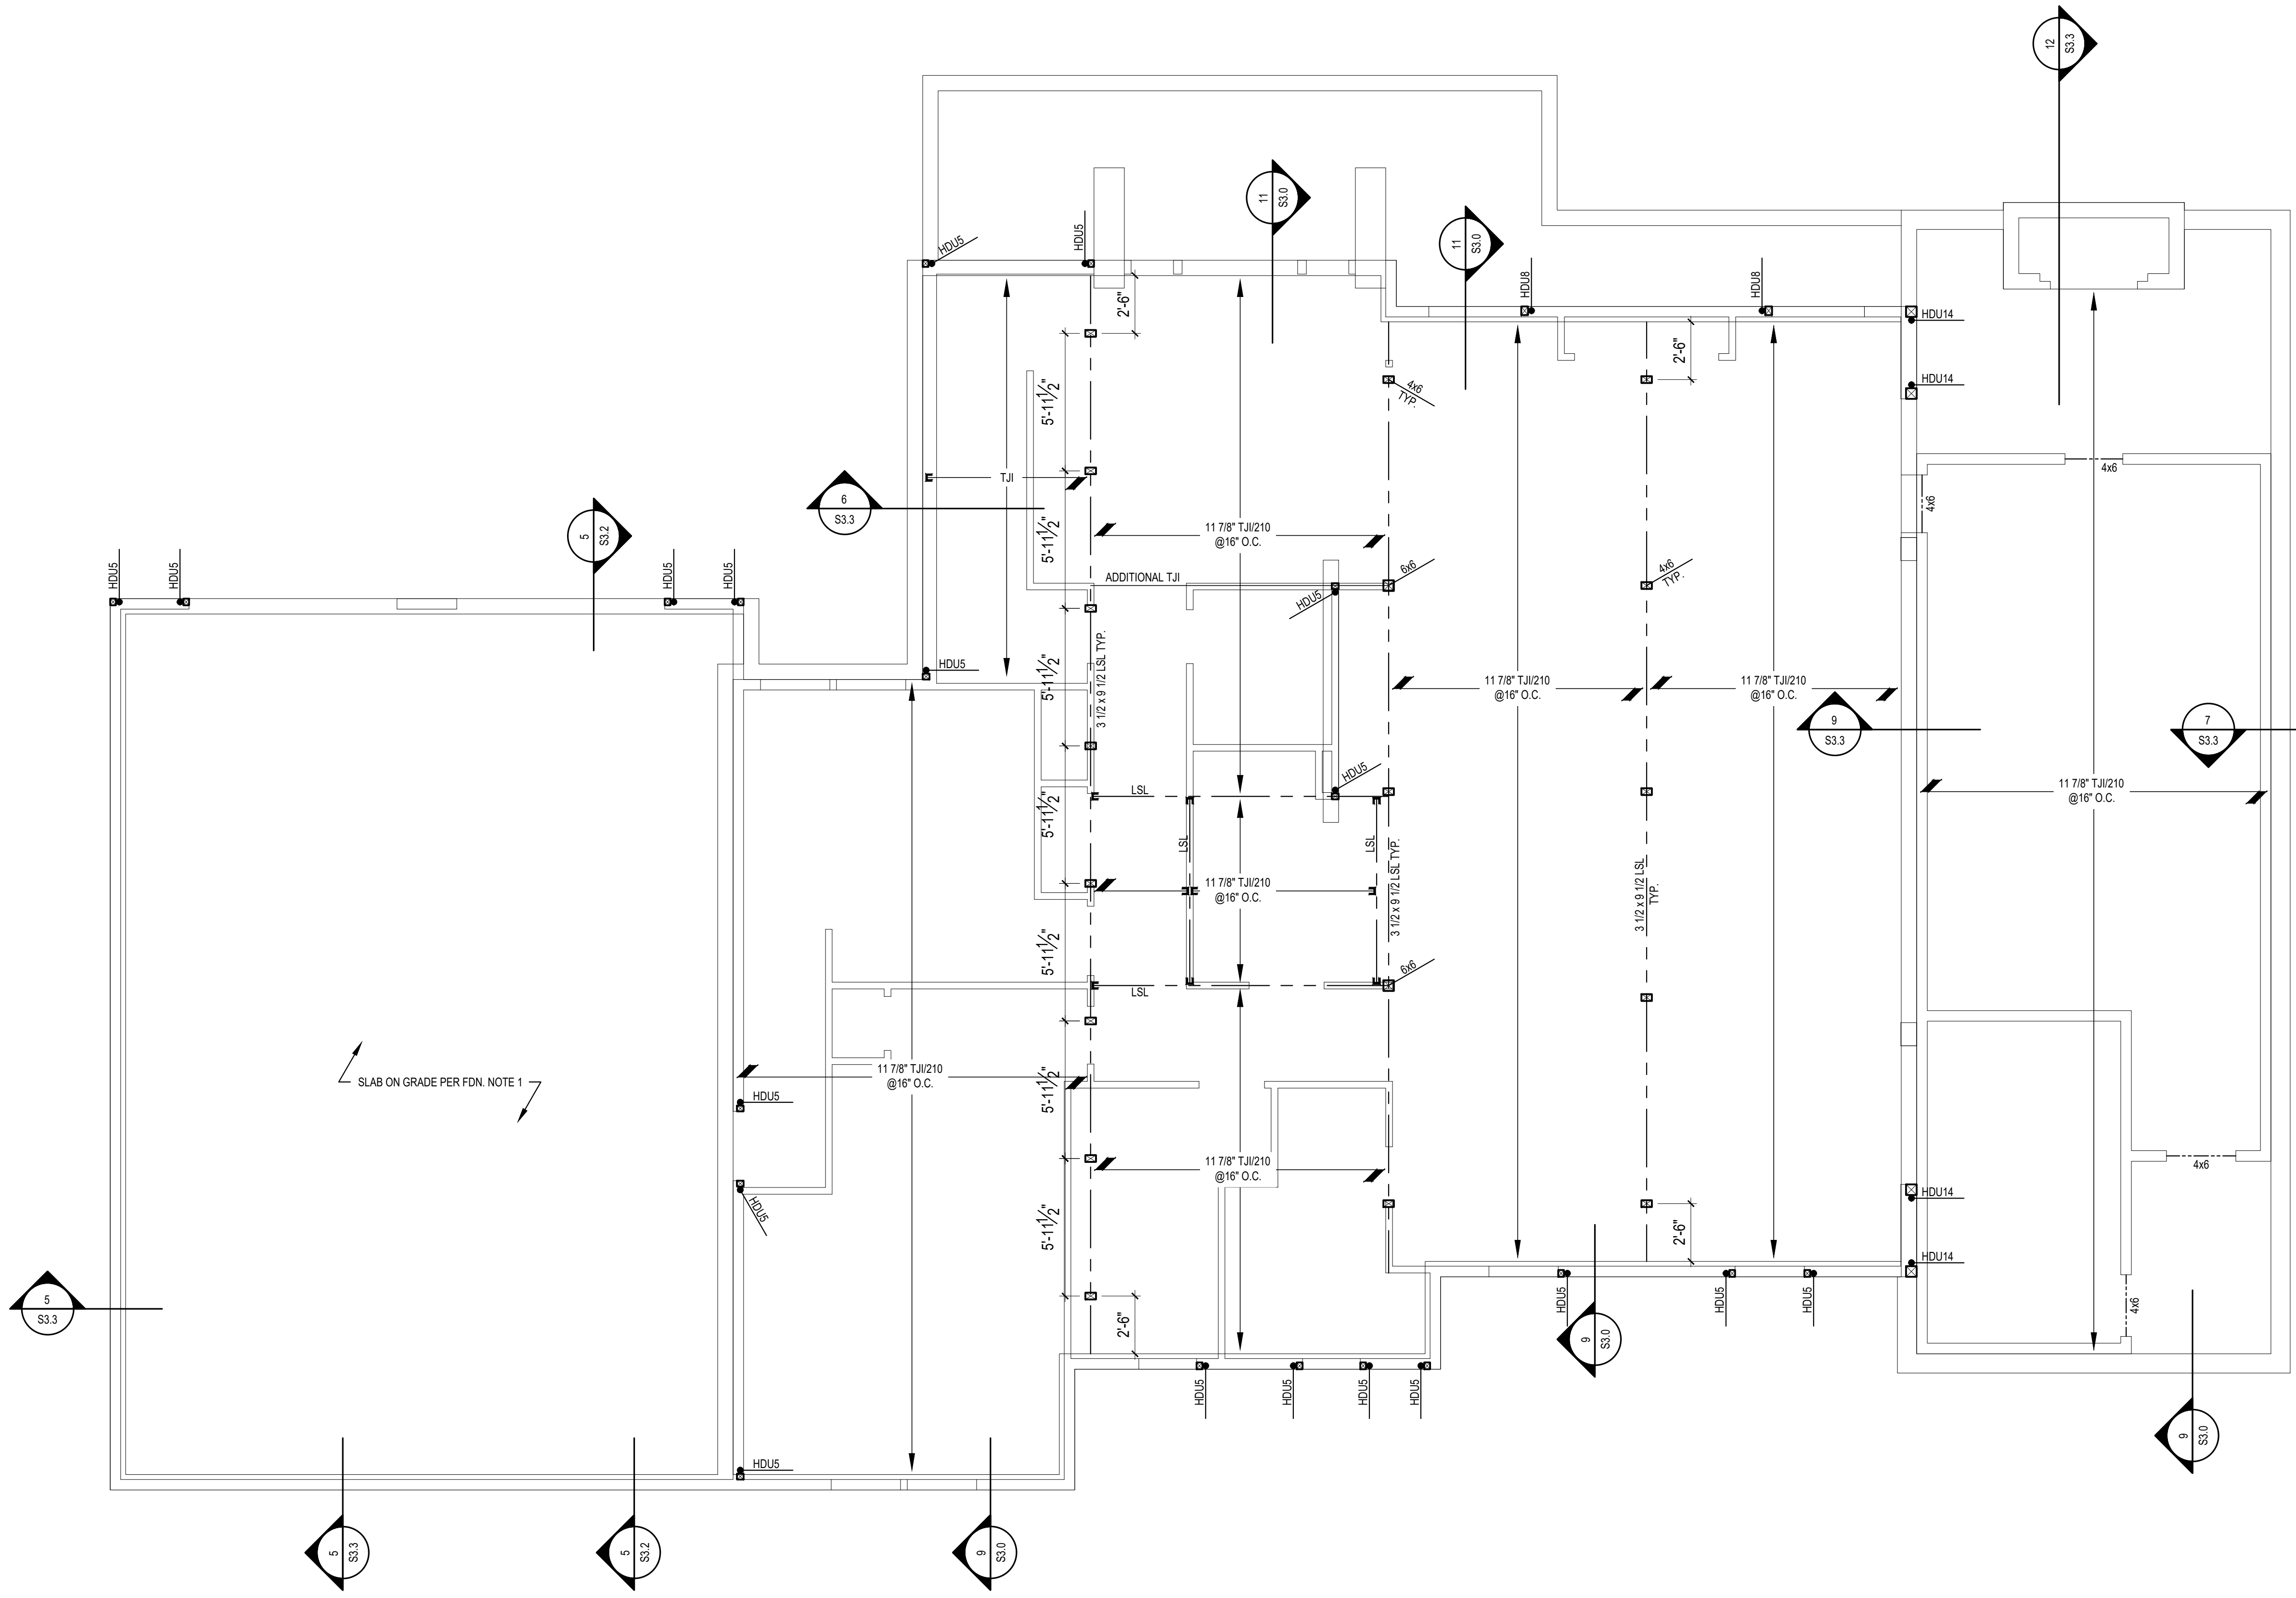 12
S3.3
11
S3.0
11
S3.0
HDU5
HDU5
HDU8
HDU8
2'-6"
HDU14
2'-6"
HDU14
4x6
TYP.
5'-11 1/2"
4x6
TJI
4x6
6
S3.3
11 7/8" TJI/210
@16" O.C.
5
S3.2
5'-11 1/2"
6x6
4x6
TYP.
HDU5
HDU5
HDU5
HDU5
ADDITIONAL TJI
HDU5
HDU5
5'-11 1/2"
3 1/2 x 9 1/2 LSL TYP.
11 7/8" TJI/210
@16" O.C.
11 7/8" TJI/210
@16" O.C.
9
S3.3
7
S3.3
HDU5
LSL
11 7/8" TJI/210
@16" O.C.
5'-11 1/2"
LSL
LSL
11 7/8" TJI/210
@16" O.C.
3 1/2 x 9 1/2 LSL TYP.
3 1/2 x 9 1/2 LSL
TYP.
5'-11 1/2"
6x6
LSL
11 7/8" TJI/210
@16" O.C.
SLAB ON GRADE PER FDN. NOTE 1
5'-11 1/2"
HDU5
11 7/8" TJI/210
@16" O.C.
4x6
HDU5
HDU14
5'-11 1/2"
2'-6"
HDU14
5
S3.3
2'-6"
HDU5
HDU5
HDU5
4x6
9
S3.0
HDU5
HDU5
HDU5
HDU5
9
S3.0
HDU5
5
S3.3
5
S3.2
9
S3.0